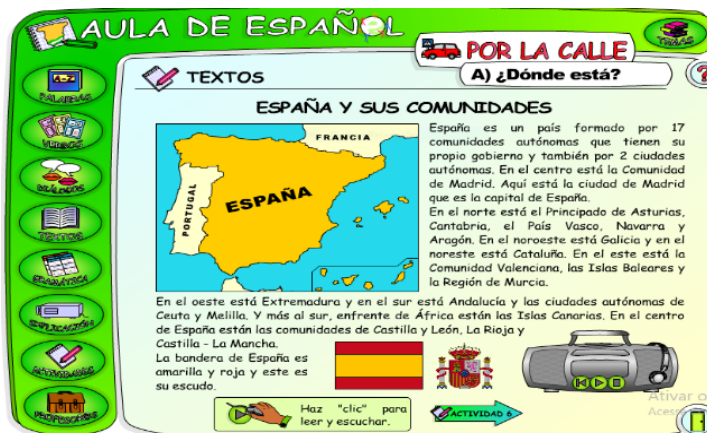 AULA DE ESPAÑOL
POR LA CALLE
TEMAS
A) ¿Dónde está?
TEXTOS
?
A-Z
PALABRAS
VERBOS
DIÁLOGOS
TEXTOS
GRAMÁTICA
EXPLICACIÓN
ACTIVIDADES
PROFESORES
ESPAÑA Y SUS COMUNIDADES
FRANCIA
PORTUGAL
ESPAÑA
España es un país formado por 17
comunidades autónomas que tienen su
propio gobierno y también por 2 ciudades
autónomas. En el centro está la Comunidad
de Madrid. Aquí está la ciudad de Madrid
que es la capital de España.
En el norte está el Principado de Asturias,
Cantabria, el País Vasco, Navarra y
Aragón. En el noroeste está Galicia y en el
noreste está Cataluña. En el este está la
Comunidad Valenciana, las Islas Baleares y
la Región de Murcia.
En el oeste está Extremadura y en el sur está Andalucía y las ciudades autónomas de
Ceuta y Melilla. Y más al sur, enfrente de África están las Islas Canarias. En el centro
de España están las comunidades de Castilla y León, La Rioja y
Castilla - La Mancha.
La bandera de España es
amarilla y roja y este es
su escudo.
Haz "clic" para
leer y escuchar.
ACTIVIDAD 6
Ativar o